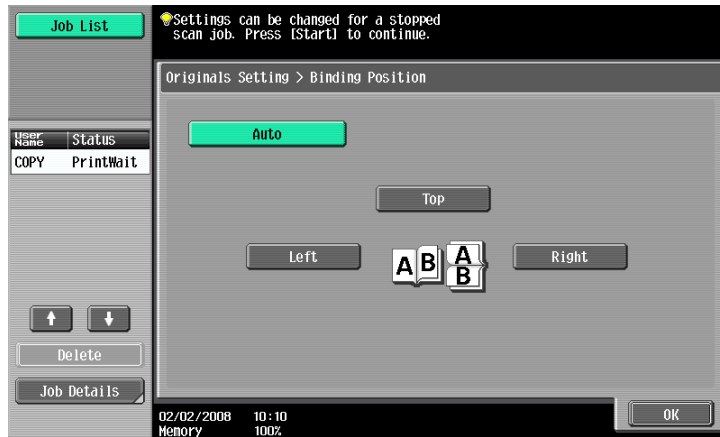 Job List
Settings can be changed for a stopped
scan job. Press [Start] to continue.
Originals Setting > Binding Position
User Name Status
COPY PrintWait
Auto
Top
Left
A B
A
B
Right
Delete
Job Details
02/02/2008 10:10
Memory 100%
OK